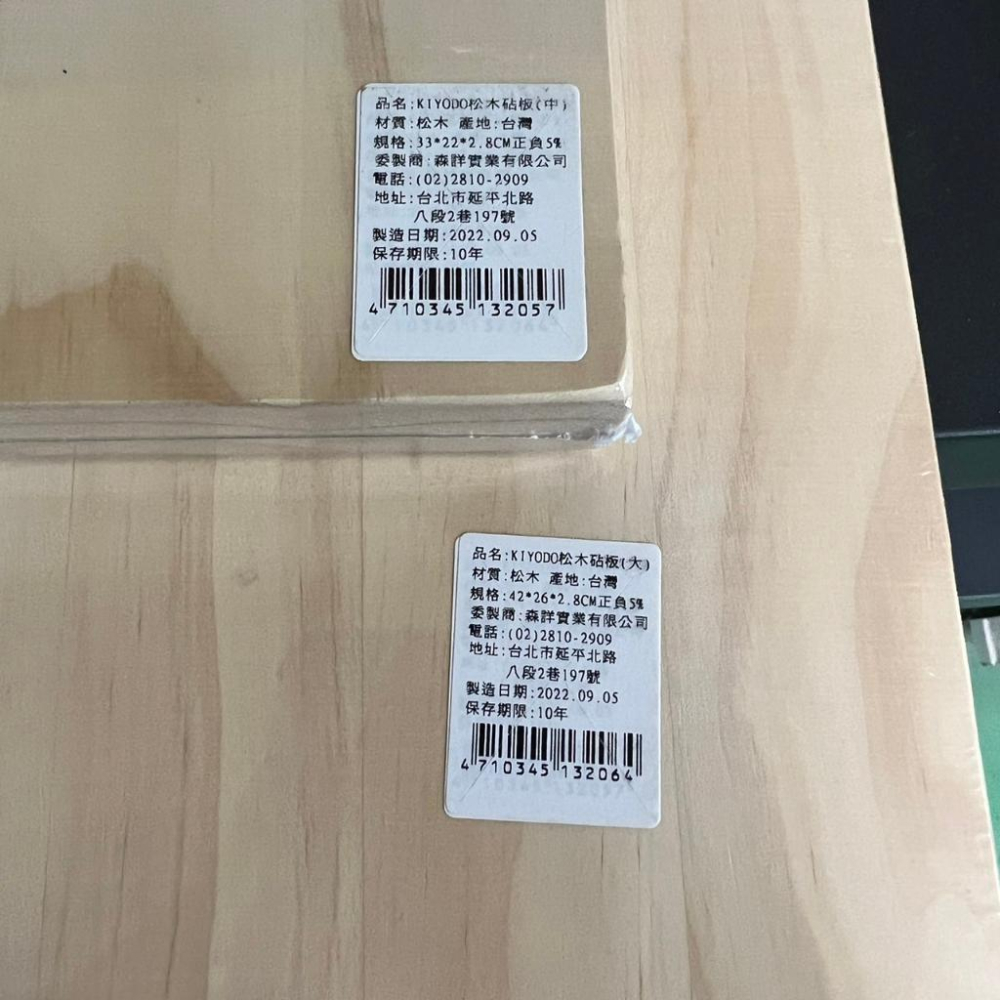 品名:KIYODO松木砧板(中)
材質:松木 產地:台灣
規格:33*22*2.8CM正負5%
委製商:森詳實業有限公司
電話:(02)2810-2909
地址:台北市延平北路
八段2巷197號
製造日期:2022.09.05
保存期限:10年
4 710345 132057
品名:KIYODO松木砧板(大)
材質:松木 產地:台灣
規格:42*26*2.8CM正負5%
委製商:森詳實業有限公司
電話:(02)2810-2909
地址:台北市延平北路
八段2巷197號
製造日期:2022.09.05
保存期限:10年
4 710345 132064